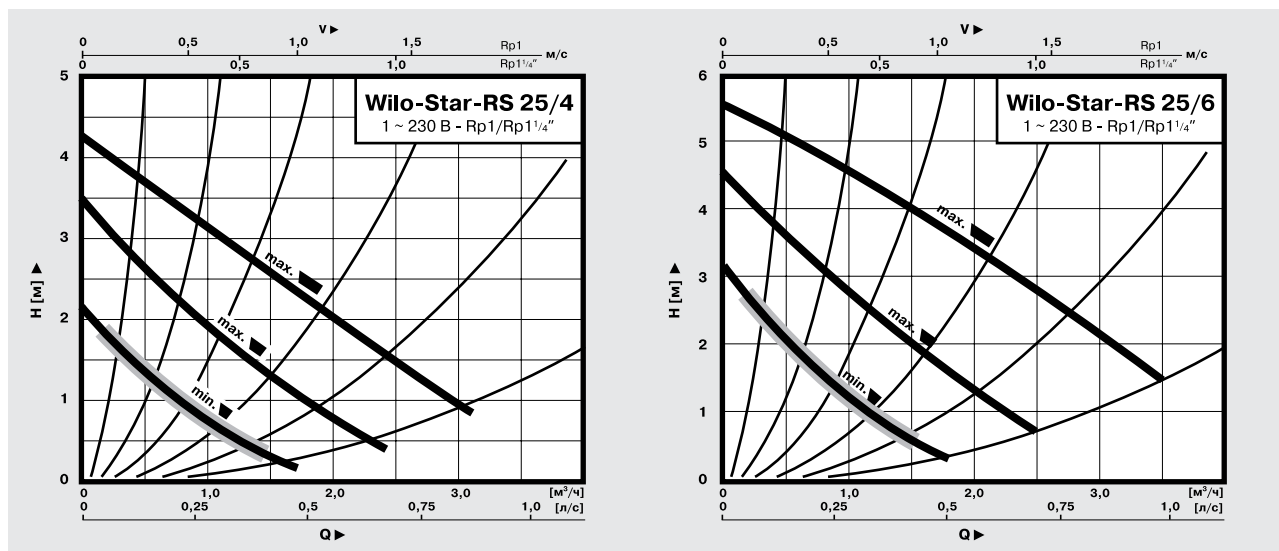 V ►
0 0,5 1,0 1,5 Rp1 м/с
0 0,5 1,0 Rp1¹/⁴″
5
4
3
2
1
0
H [м] ►
Wilo-Star-RS 25/4
1 ~ 230 В - Rp1/Rp1¹/⁴″
max.
max.
min.
0 1,0 2,0 3,0 [м³/ч]
0 0,25 0,5 0,75 1,0 [л/с]
Q ►
V ►
0 0,5 1,0 1,5 Rp1 м/с
0 0,5 1,0 Rp1¹/⁴″
6
5
4
3
2
1
0
H [м] ►
Wilo-Star-RS 25/6
1 ~ 230 В - Rp1/Rp1¹/⁴″
max.
max.
min.
0 1,0 2,0 3,0 [м³/ч]
0 0,25 0,5 0,75 1,0 [л/с]
Q ►